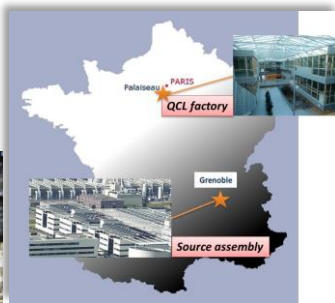 PARIS
Palaiseau
QCL factory
Grenoble
Source assembly